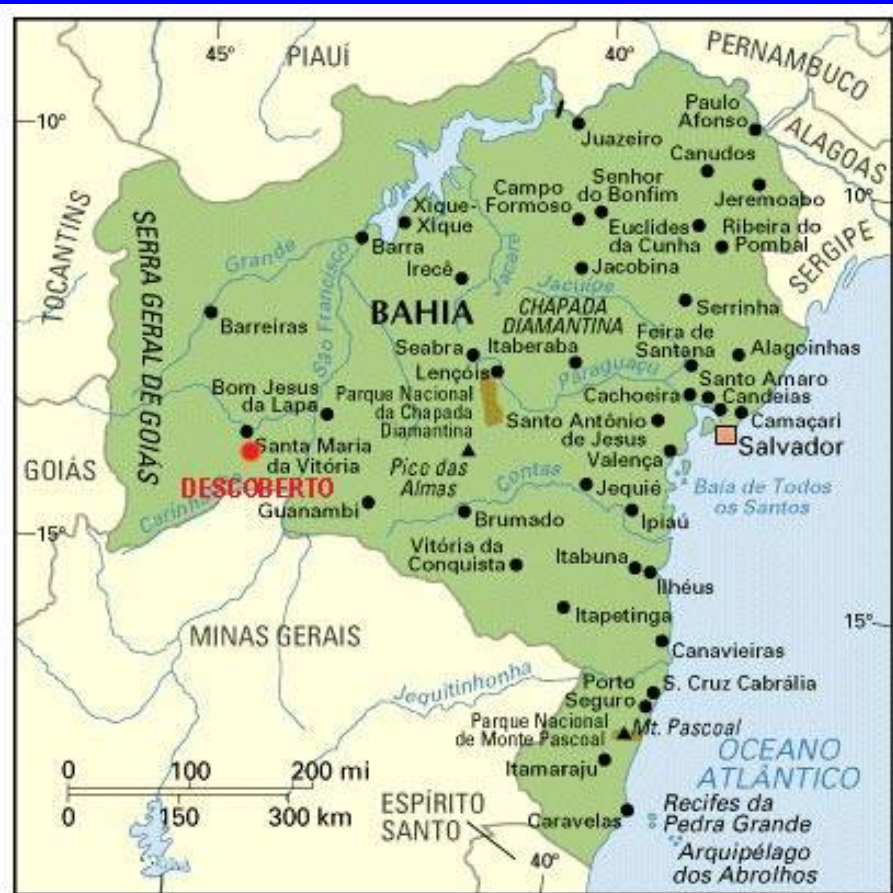 45°
40°
PIAUÍ
PERNAMBUCO
10°
Paulo
Afonso
ALAGOAS
Juazeiro
Canudos
10°
TOCANTINS
SERRA GERAL DE GOIÁS
Xique-
Xique
Campo
Formoso
Senhor
do Bonfim
Jeremoabo
Euclides
da Cunha
Ribeira do
Pombal
SERGIPE
Grande
Barra
Irecê
Jacaré
Jacobina
São Francisco
BAHIA
Jacuípe
CHAPADA
DIAMANTINA
Serrinha
Barreiras
Feira de
Santana
Seabra
Itaberaba
Alagoinhas
Lençóis
Paraguaçu
Santo Amaro
Bom Jesus
da Lapa
Parque Nacional
da Chapada
Diamantina
Cachoeira
Candeias
Camaçari
Santo Antônio
de Jesus
Salvador
Santa Maria
da Vitória
GOIÁS
Pico das
Almas
Valença
DESCOBERTO
Contas
Jequié
Baía de Todos
os Santos
Guanambi
Brumado
Ipiaú
15°
Vitória da
Conquista
Itabuna
Ilhéus
Itapetinga
15°
MINAS GERAIS
Canavieiras
Jequitinhonha
Porto
Seguro
S. Cruz Cabrália
Parque Nacional
de Monte Pascoal
Mt. Pascoal
OCEANO
ATLÂNTICO
0 100 200 mi
Itamaraju
0 150 300 km
ESPÍRITO
SANTO
Caravelas
Recifes da
Pedra Grande
40°
Arquipélago
dos Abrolhos